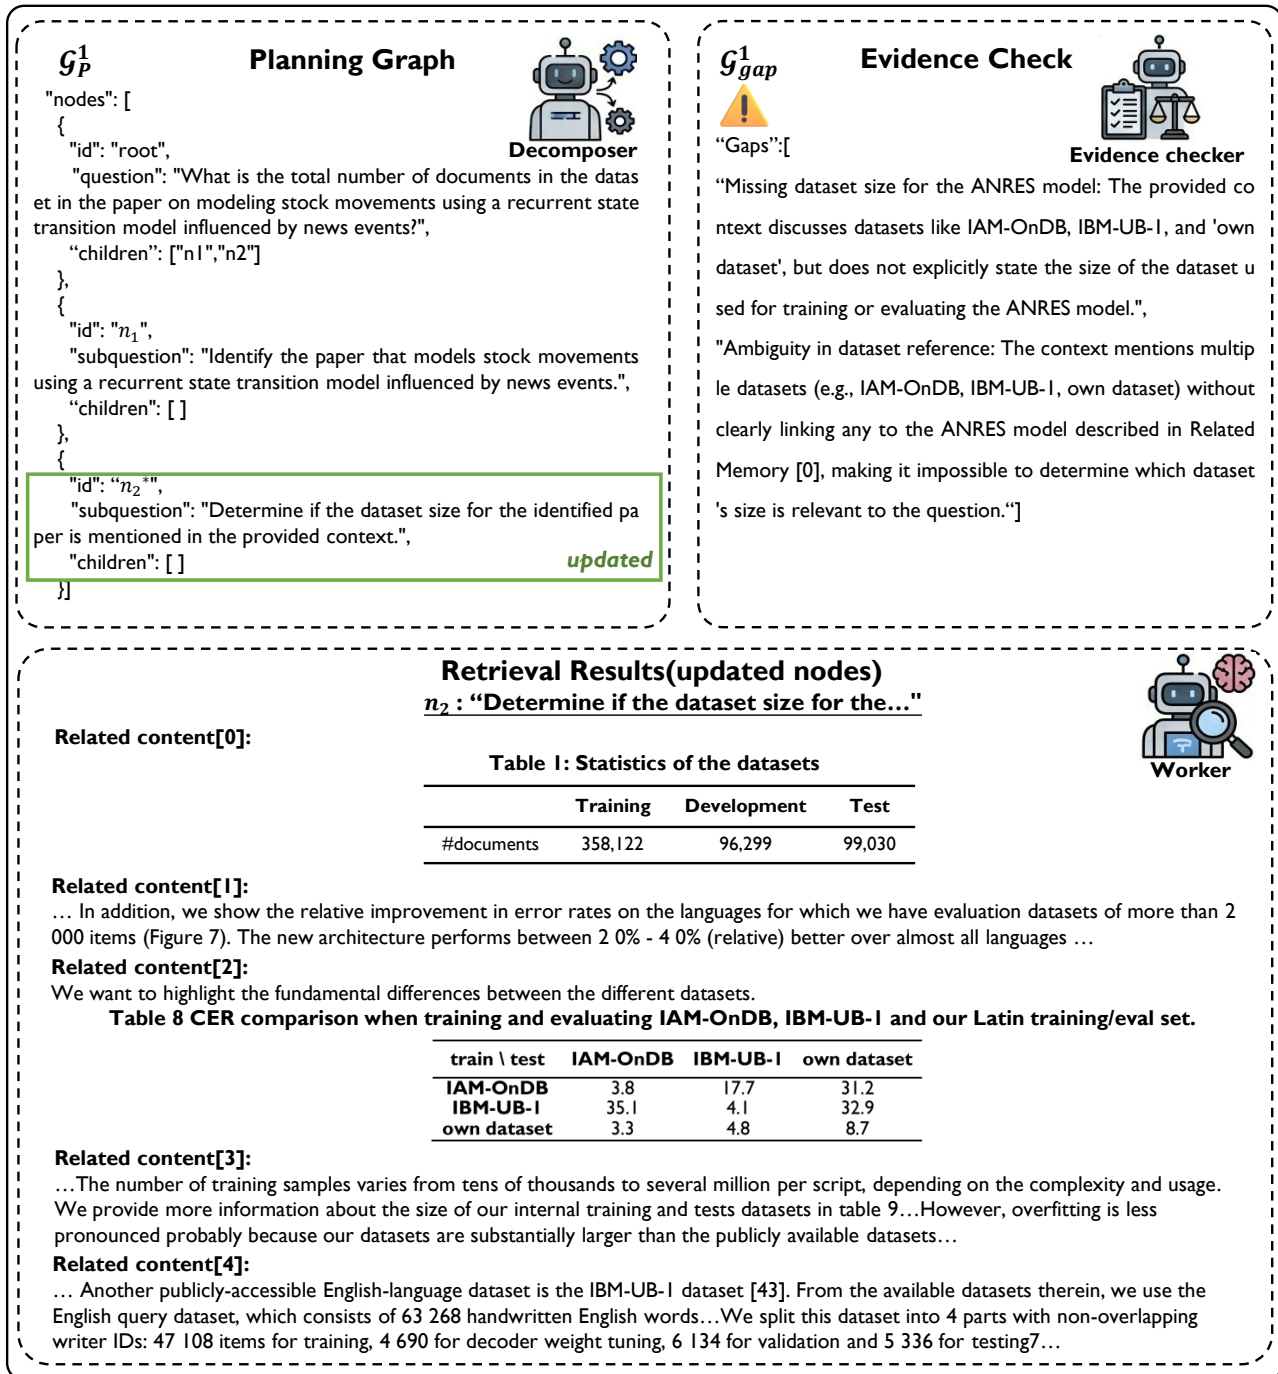 𝒢_P^1 Planning Graph
Decomposer
"nodes": [
{
"id": "root",
"question": "What is the total number of documents in the datas
et in the paper on modeling stock movements using a recurrent state
transition model influenced by news events?",
“children”: ["n1","n2"]
},
{
"id": "n₁",
"subquestion": "Identify the paper that models stock movements
using a recurrent state transition model influenced by news events.",
“children": [ ]
},
{
"id": “n₂*",
"subquestion": "Determine if the dataset size for the identified pa
per is mentioned in the provided context.",
"children": [ ]
updated
}]
𝒢_gap^1 Evidence Check
Evidence checker
“Gaps”:[
“Missing dataset size for the ANRES model: The provided co
ntext discusses datasets like IAM-OnDB, IBM-UB-1, and 'own
dataset', but does not explicitly state the size of the dataset u
sed for training or evaluating the ANRES model.",
"Ambiguity in dataset reference: The context mentions multip
le datasets (e.g., IAM-OnDB, IBM-UB-1, own dataset) without
clearly linking any to the ANRES model described in Related
Memory [0], making it impossible to determine which dataset
's size is relevant to the question.“]
Retrieval Results(updated nodes)
n₂ : “Determine if the dataset size for the…"
Worker
Related content[0]:
Table 1: Statistics of the datasets
Training Development Test
#documents 358,122 96,299 99,030
Related content[1]:
… In addition, we show the relative improvement in error rates on the languages for which we have evaluation datasets of more than 2
000 items (Figure 7). The new architecture performs between 2 0% - 4 0% (relative) better over almost all languages …
Related content[2]:
We want to highlight the fundamental differences between the different datasets.
Table 8 CER comparison when training and evaluating IAM-OnDB, IBM-UB-1 and our Latin training/eval set.
train \ test IAM-OnDB IBM-UB-1 own dataset
IAM-OnDB 3.8 17.7 31.2
IBM-UB-1 35.1 4.1 32.9
own dataset 3.3 4.8 8.7
Related content[3]:
…The number of training samples varies from tens of thousands to several million per script, depending on the complexity and usage.
We provide more information about the size of our internal training and tests datasets in table 9…However, overfitting is less
pronounced probably because our datasets are substantially larger than the publicly available datasets…
Related content[4]:
… Another publicly-accessible English-language dataset is the IBM-UB-1 dataset [43]. From the available datasets therein, we use the
English query dataset, which consists of 63 268 handwritten English words…We split this dataset into 4 parts with non-overlapping
writer IDs: 47 108 items for training, 4 690 for decoder weight tuning, 6 134 for validation and 5 336 for testing7…